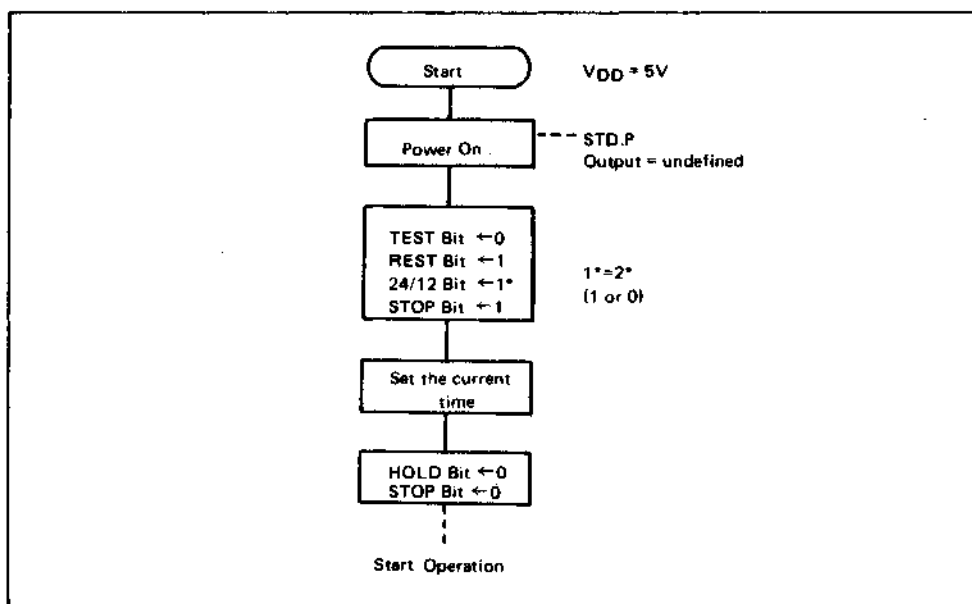 Start
VDD = 5V
Power On
STD.P
Output = undefined
TEST Bit ←0
REST Bit ←1
24/12 Bit ←1*
STOP Bit ←1
1*=2*
(1 or 0)
Set the current
time
HOLD Bit ←0
STOP Bit ←0
Start Operation